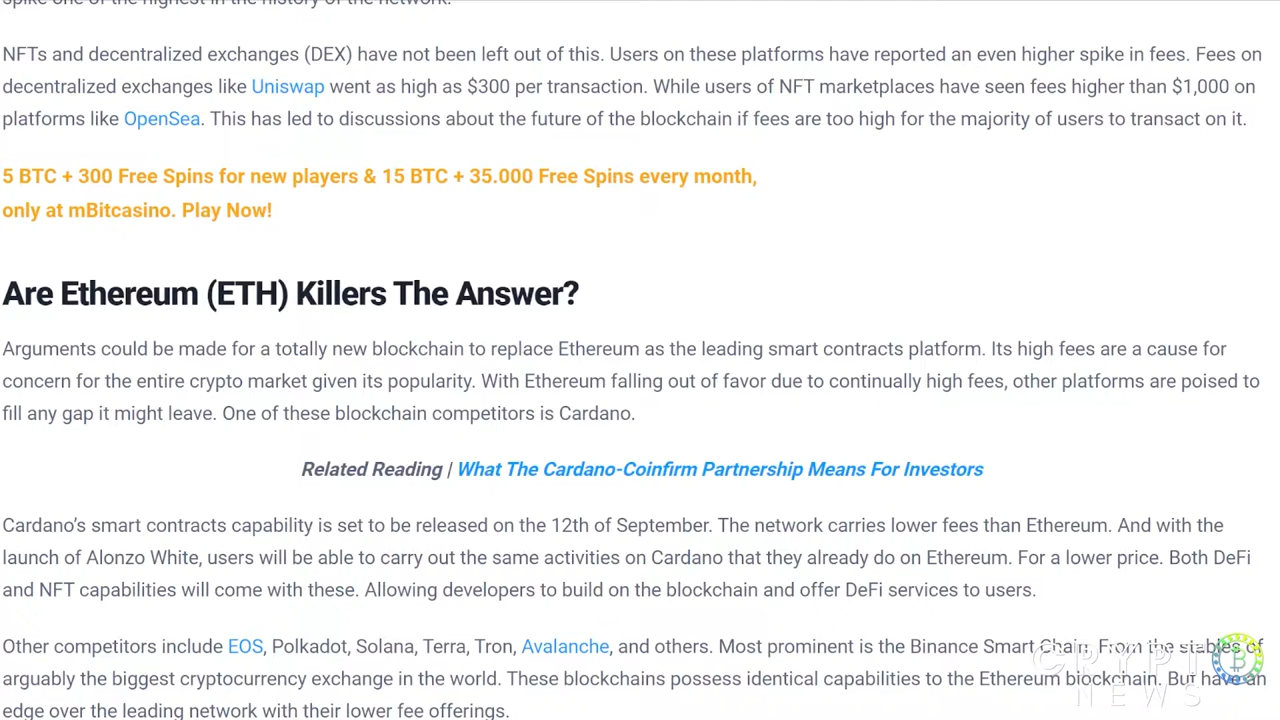 spike one of the highest in the history of the network.
NFTs and decentralized exchanges (DEX) have not been left out of this. Users on these platforms have reported an even higher spike in fees. Fees on
decentralized exchanges like Uniswap went as high as $300 per transaction. While users of NFT marketplaces have seen fees higher than $1,000 on
platforms like OpenSea. This has led to discussions about the future of the blockchain if fees are too high for the majority of users to transact on it.
5 BTC + 300 Free Spins for new players & 15 BTC + 35.000 Free Spins every month,
only at mBitcasino. Play Now!
Are Ethereum (ETH) Killers The Answer?
Arguments could be made for a totally new blockchain to replace Ethereum as the leading smart contracts platform. Its high fees are a cause for
concern for the entire crypto market given its popularity. With Ethereum falling out of favor due to continually high fees, other platforms are poised to
fill any gap it might leave. One of these blockchain competitors is Cardano.
Related Reading | What The Cardano-Coinfirm Partnership Means For Investors
Cardano’s smart contracts capability is set to be released on the 12th of September. The network carries lower fees than Ethereum. And with the
launch of Alonzo White, users will be able to carry out the same activities on Cardano that they already do on Ethereum. For a lower price. Both DeFi
and NFT capabilities will come with these. Allowing developers to build on the blockchain and offer DeFi services to users.
Other competitors include EOS, Polkadot, Solana, Terra, Tron, Avalanche, and others. Most prominent is the Binance Smart Chain. From the stables of
arguably the biggest cryptocurrency exchange in the world. These blockchains possess identical capabilities to the Ethereum blockchain. But have an
edge over the leading network with their lower fee offerings.
CRYPT
NEWS